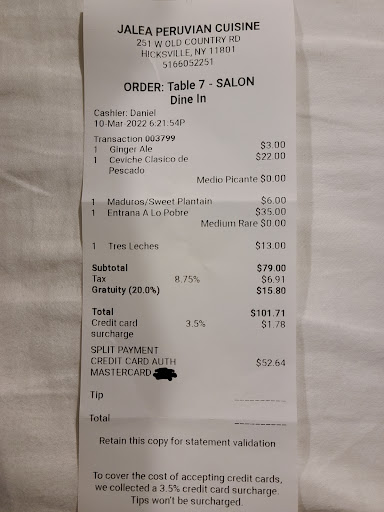 JALEA PERUVIAN CUISINE
251 W OLD COUNTRY RD
HICKSVILLE, NY 11801
5166052251
ORDER: Table 7 - SALON
Dine In
Cashier: Daniel
10-Mar 2022 6:21:54P
Transaction 003799
1 Ginger Ale $3.00
1 Ceviche Clasico de $22.00
Pescado
Medio Picante $0.00
1 Maduros/Sweet Plantain $6.00
1 Entrana A Lo Pobre $35.00
Medium Rare $0.00
1 Tres Leches $13.00
Subtotal $79.00
Tax 8.75% $6.91
Gratuity (20.0%) $15.80
Total $101.71
Credit card 3.5% $1.78
surcharge
SPLIT PAYMENT
CREDIT CARD AUTH $52.64
MASTERCARD
Tip
Total
Retain this copy for statement validation
To cover the cost of accepting credit cards,
we collected a 3.5% credit card surcharge.
Tips won't be surcharged.